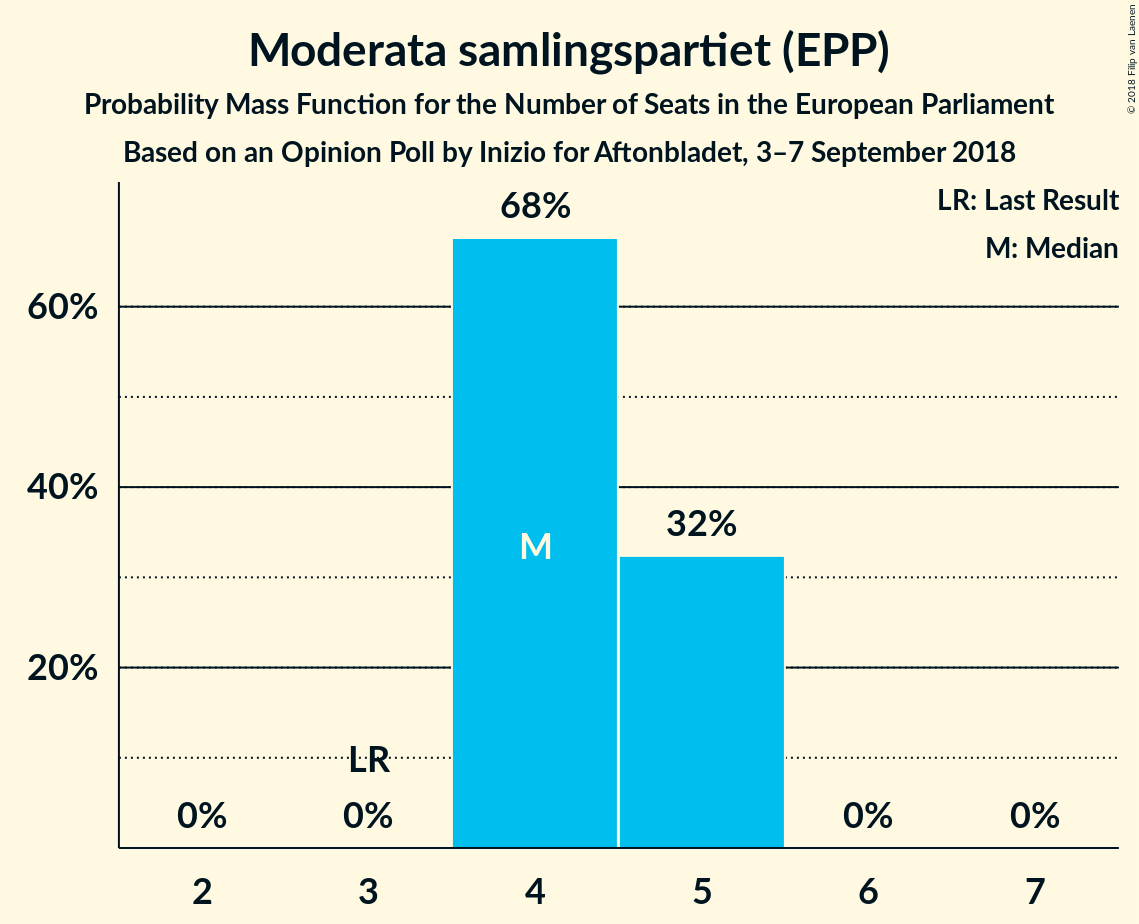 Moderata samlingspartiet (EPP)
Probability Mass Function for the Number of Seats in the European Parliament
Based on an Opinion Poll by Inizio for Aftonbladet, 3–7 September 2018
© 2018 Filip van Laenen
LR: Last Result
M: Median
68%
60%
40%
32%
M
20%
LR
0% 0% 0% 0%
2 3 4 5 6 7